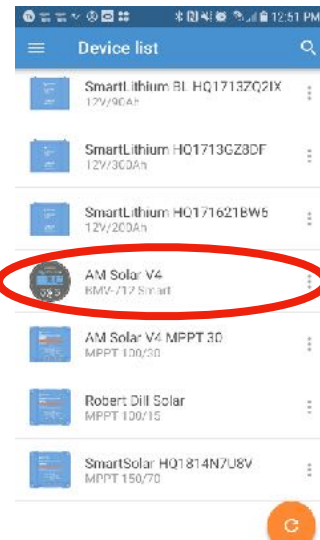 12:51 PM
Device list
SmartLithium BL HQ1713ZQ2IX
12V/90Ah
SmartLithium HQ1713GZ8DF
12V/300Ah
SmartLithium HQ171621BW6
12V/200Ah
AM Solar V4
BMV-712 Smart
AM Solar V4 MPPT 30
MPPT 100/30
Robert Dill Solar
MPPT 100/15
SmartSolar HQ1814N7U8V
MPPT 150/70